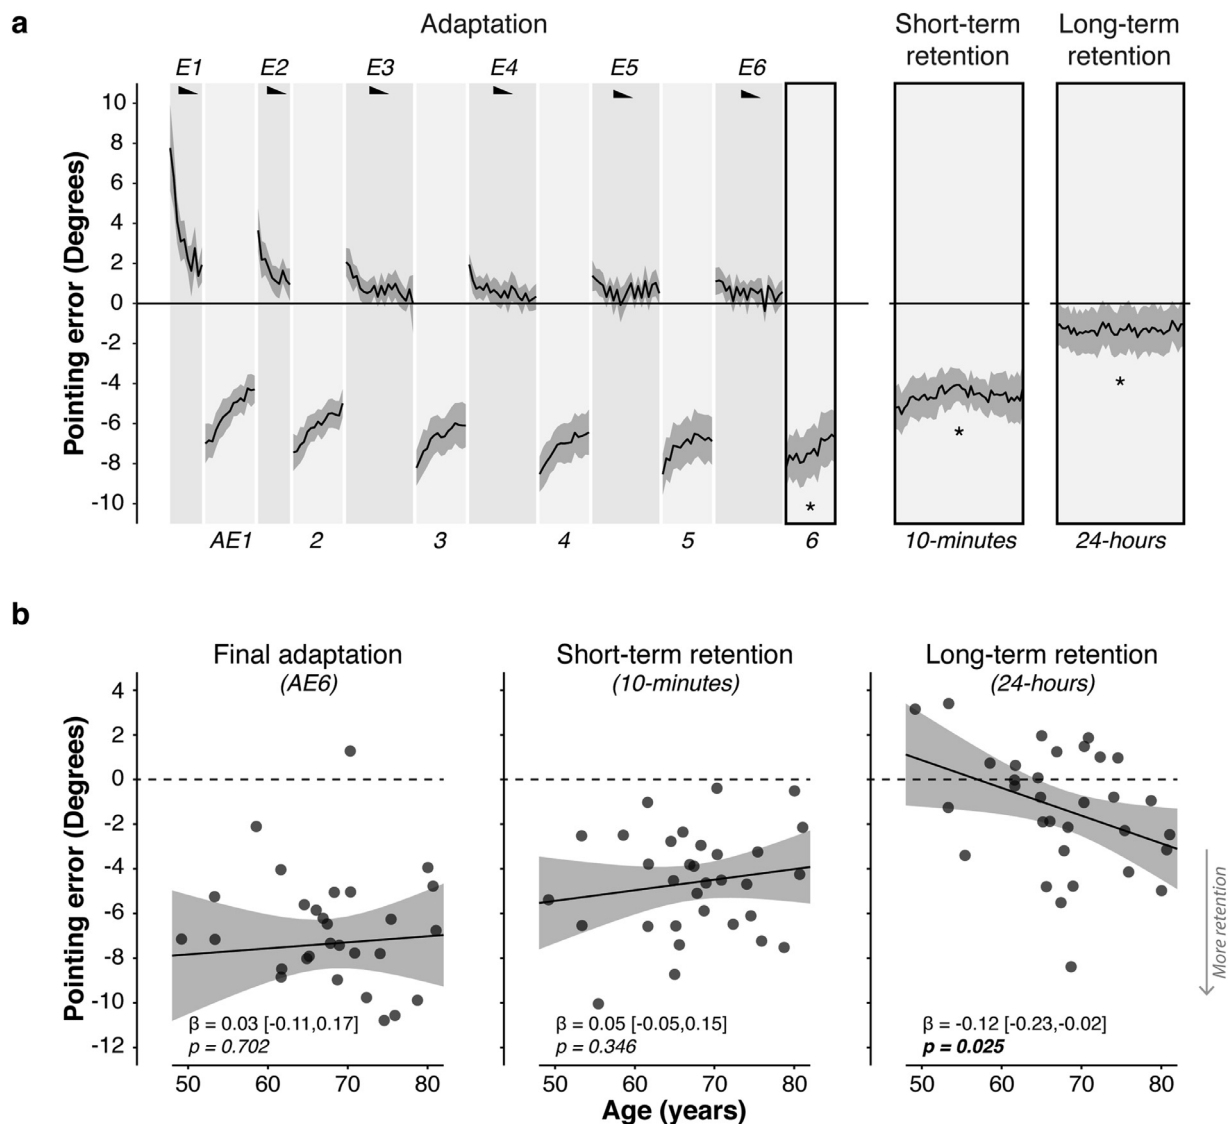 a
Adaptation
Short-term
retention
Long-term
retention
E1 E2 E3 E4 E5 E6
Pointing error (Degrees)
10
8
6
4
2
0
-2
-4
-6
-8
-10
*
*
*
AE1 2 3 4 5 6 10-minutes 24-hours
b
Final adaptation
(AE6)
Short-term retention
(10-minutes)
Long-term retention
(24-hours)
Pointing error (Degrees)
4
2
0
-2
-4
-6
-8
-10
-12
β = 0.03 [-0.11,0.17]
p = 0.702
β = 0.05 [-0.05,0.15]
p = 0.346
β = -0.12 [-0.23,-0.02]
p = 0.025
More retention
50 60 70 80
50 60 70 80
50 60 70 80
Age (years)